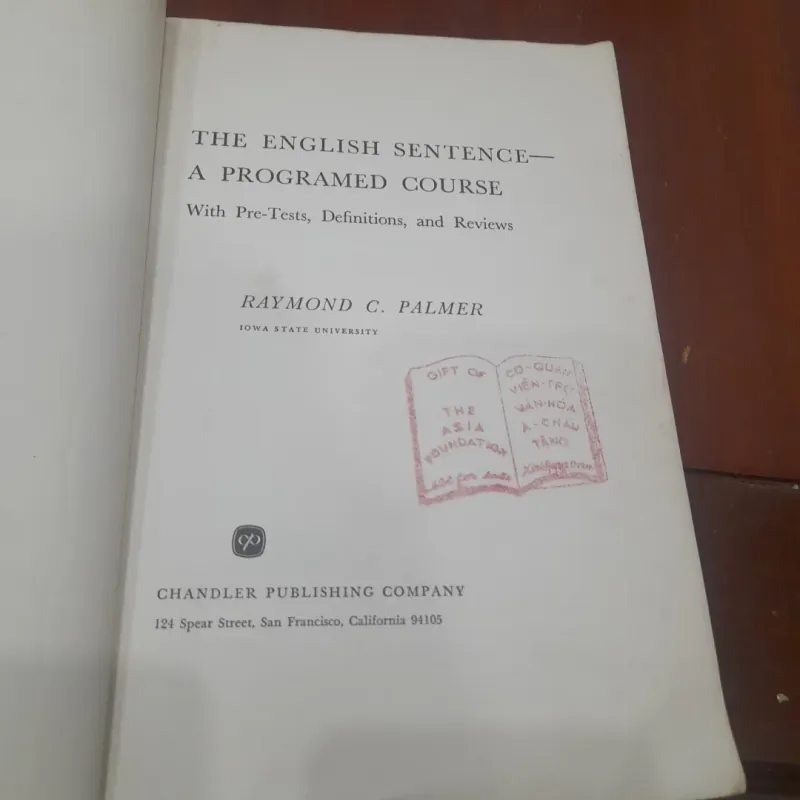 THE ENGLISH SENTENCE—
A PROGRAMED COURSE
With Pre-Tests, Definitions, and Reviews
RAYMOND C. PALMER
IOWA STATE UNIVERSITY
GIFT OF
THE
ASIA
FOUNDATION
CƠ-QUAN
VIỆN-TRỢ
VĂN-HÓA
Á-CHÂU
TẶNG
CHANDLER PUBLISHING COMPANY
124 Spear Street, San Francisco, California 94105